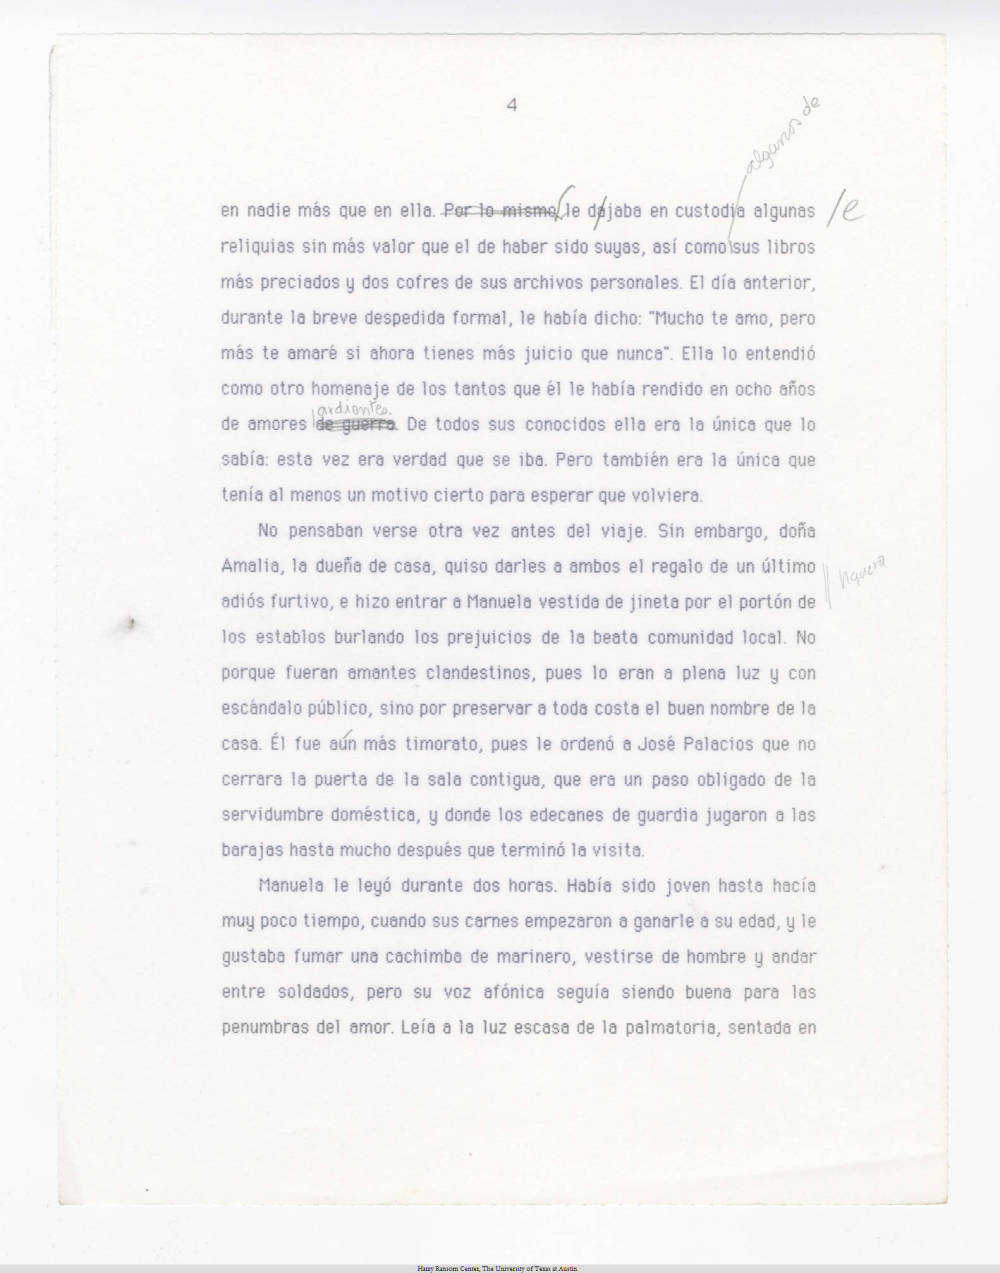 4
algunos de
en nadie más que en ella. Por lo mismo, le dajaba en custodia algunas /e
reliquias sin más valor que el de haber sido suyas, así como sus libros
más preciados y dos cofres de sus archivos personales. El día anterior,
durante la breve despedida formal, le había dicho: "Mucho te amo, pero
más te amaré si ahora tienes más juicio que nunca". Ella lo entendió
como otro homenaje de los tantos que él le había rendido en ocho años
ardientes.
de amores de guerra. De todos sus conocidos ella era la única que lo
sabía: esta vez era verdad que se iba. Pero también era la única que
tenía al menos un motivo cierto para esperar que volviera.
No pensaban verse otra vez antes del viaje. Sin embargo, doña
Amalia, la dueña de casa, quiso darles a ambos el regalo de un último
adiós furtivo, e hizo entrar a Manuela vestida de jineta por el portón de
los establos burlando los prejuicios de la beata comunidad local. No
porque fueran amantes clandestinos, pues lo eran a plena luz y con
escándalo público, sino por preservar a toda costa el buen nombre de la
casa. Él fue aún más timorato, pues le ordenó a José Palacios que no
cerrara la puerta de la sala contigua, que era un paso obligado de la
servidumbre doméstica, y donde los edecanes de guardia jugaron a las
barajas hasta mucho después que terminó la visita.
Manuela le leyó durante dos horas. Había sido joven hasta hacía
muy poco tiempo, cuando sus carnes empezaron a ganarle a su edad, y le
gustaba fumar una cachimba de marinero, vestirse de hombre y andar
entre soldados, pero su voz afónica seguía siendo buena para las
penumbras del amor. Leía a la luz escasa de la palmatoria, sentada en
Harry Ransom Center, The University of Texas at Austin